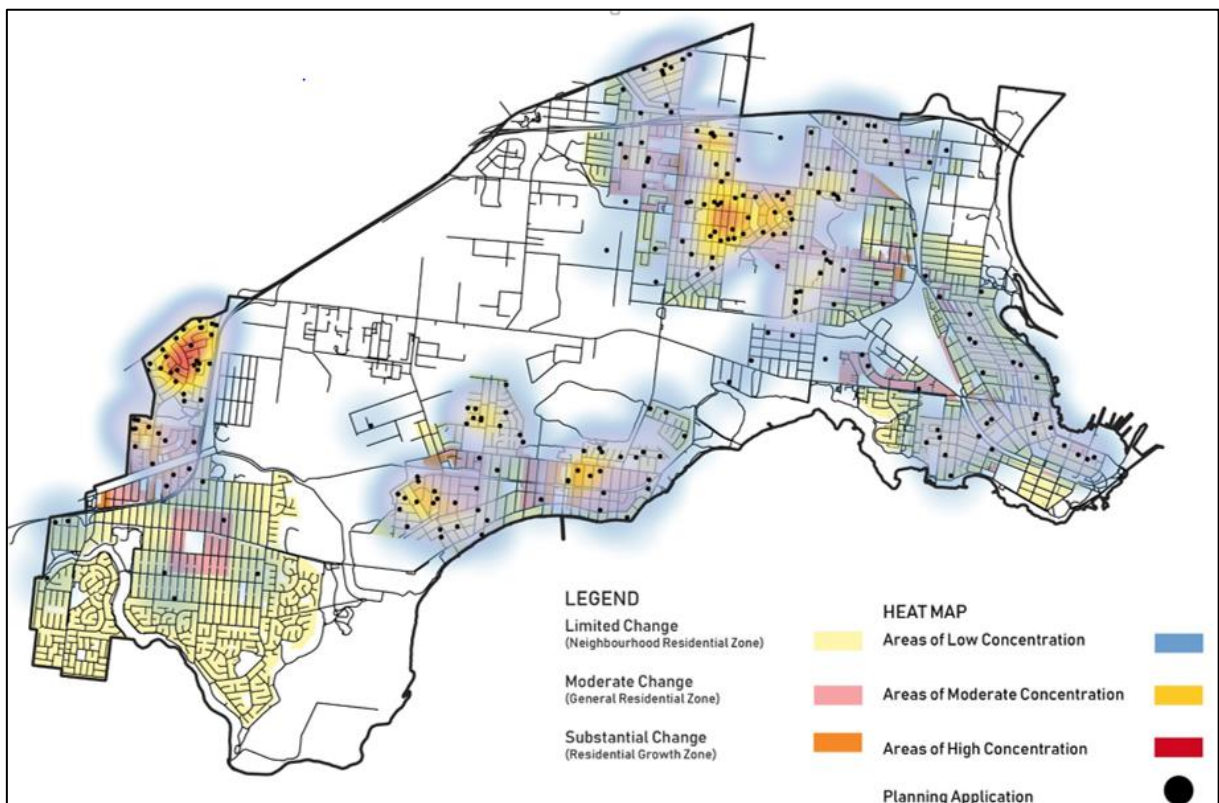 LEGEND
Limited Change
(Neighbourhood Residential Zone)
Moderate Change
(General Residential Zone)
Substantial Change
(Residential Growth Zone)
HEAT MAP
Areas of Low Concentration
Areas of Moderate Concentration
Areas of High Concentration
Planning Application